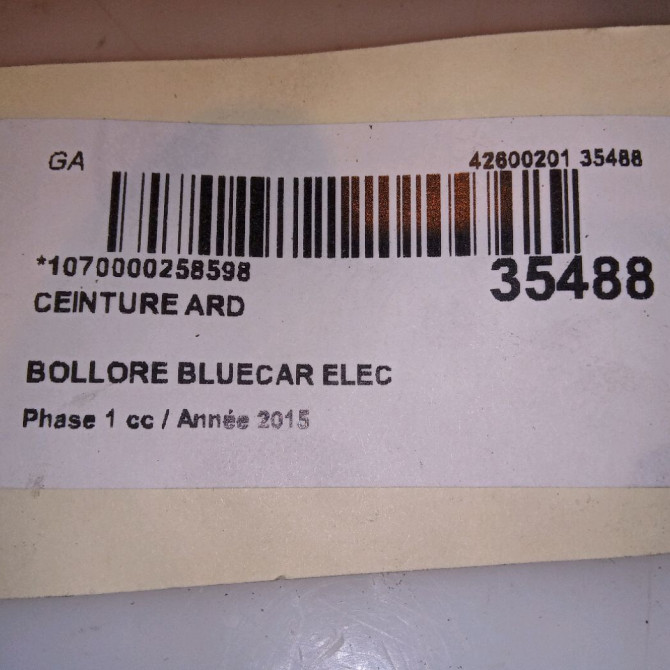 GA 42600201 35488
*1070000258598 35488
CEINTURE ARD
BOLLORE BLUECAR ELEC
Phase 1 cc / Année 2015